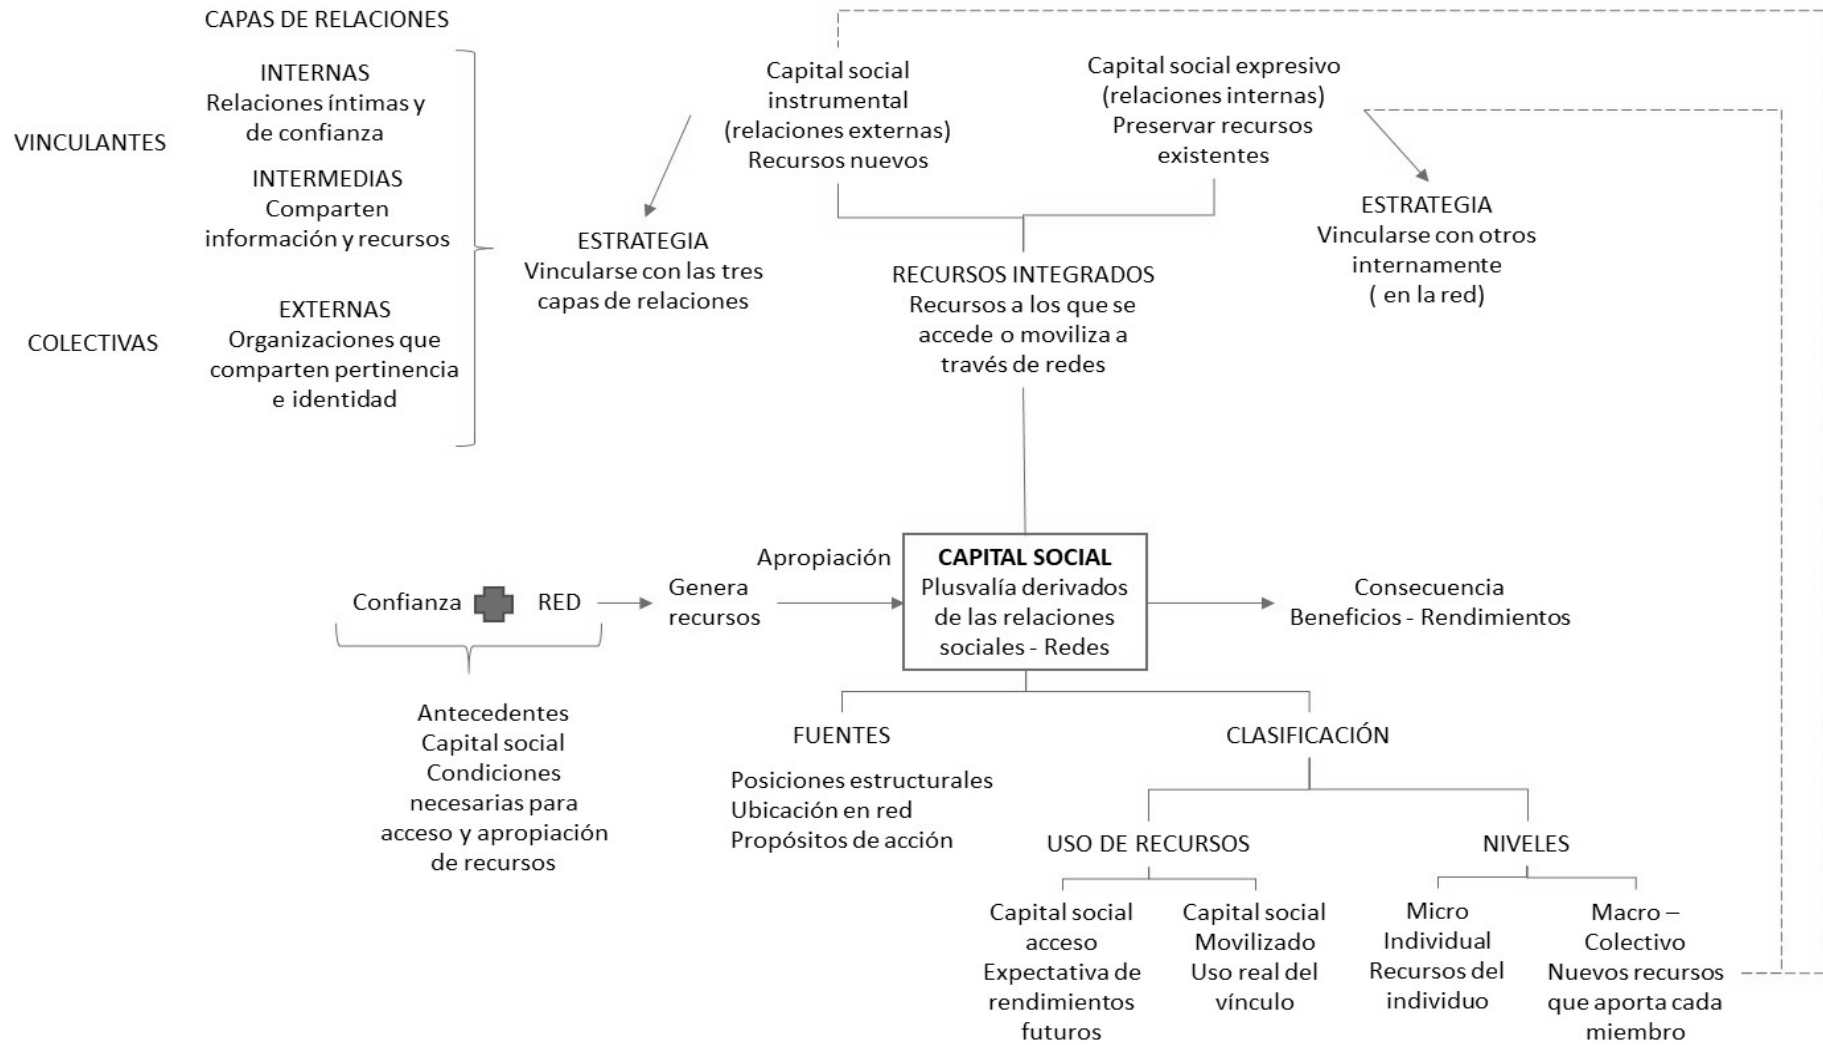 CAPAS DE RELACIONES
VINCULANTES
INTERNAS
Relaciones íntimas y
de confianza
INTERMEDIAS
Comparten
información y recursos
COLECTIVAS
EXTERNAS
Organizaciones que
comparten pertinencia
e identidad
ESTRATEGIA
Vincularse con las tres
capas de relaciones
Capital social
instrumental
(relaciones externas)
Recursos nuevos
Capital social expresivo
(relaciones internas)
Preservar recursos
existentes
ESTRATEGIA
Vincularse con otros
internamente
( en la red)
RECURSOS INTEGRADOS
Recursos a los que se
accede o moviliza a
través de redes
Confianza
RED
Genera
recursos
Apropiación
CAPITAL SOCIAL
Plusvalía derivados
de las relaciones
sociales - Redes
Consecuencia
Beneficios - Rendimientos
Antecedentes
Capital social
Condiciones
necesarias para
acceso y apropiación
de recursos
FUENTES
Posiciones estructurales
Ubicación en red
Propósitos de acción
CLASIFICACIÓN
USO DE RECURSOS
Capital social
acceso
Expectativa de
rendimientos
futuros
Capital social
Movilizado
Uso real del
vínculo
NIVELES
Micro
Individual
Recursos del
individuo
Macro –
Colectivo
Nuevos recursos
que aporta cada
miembro